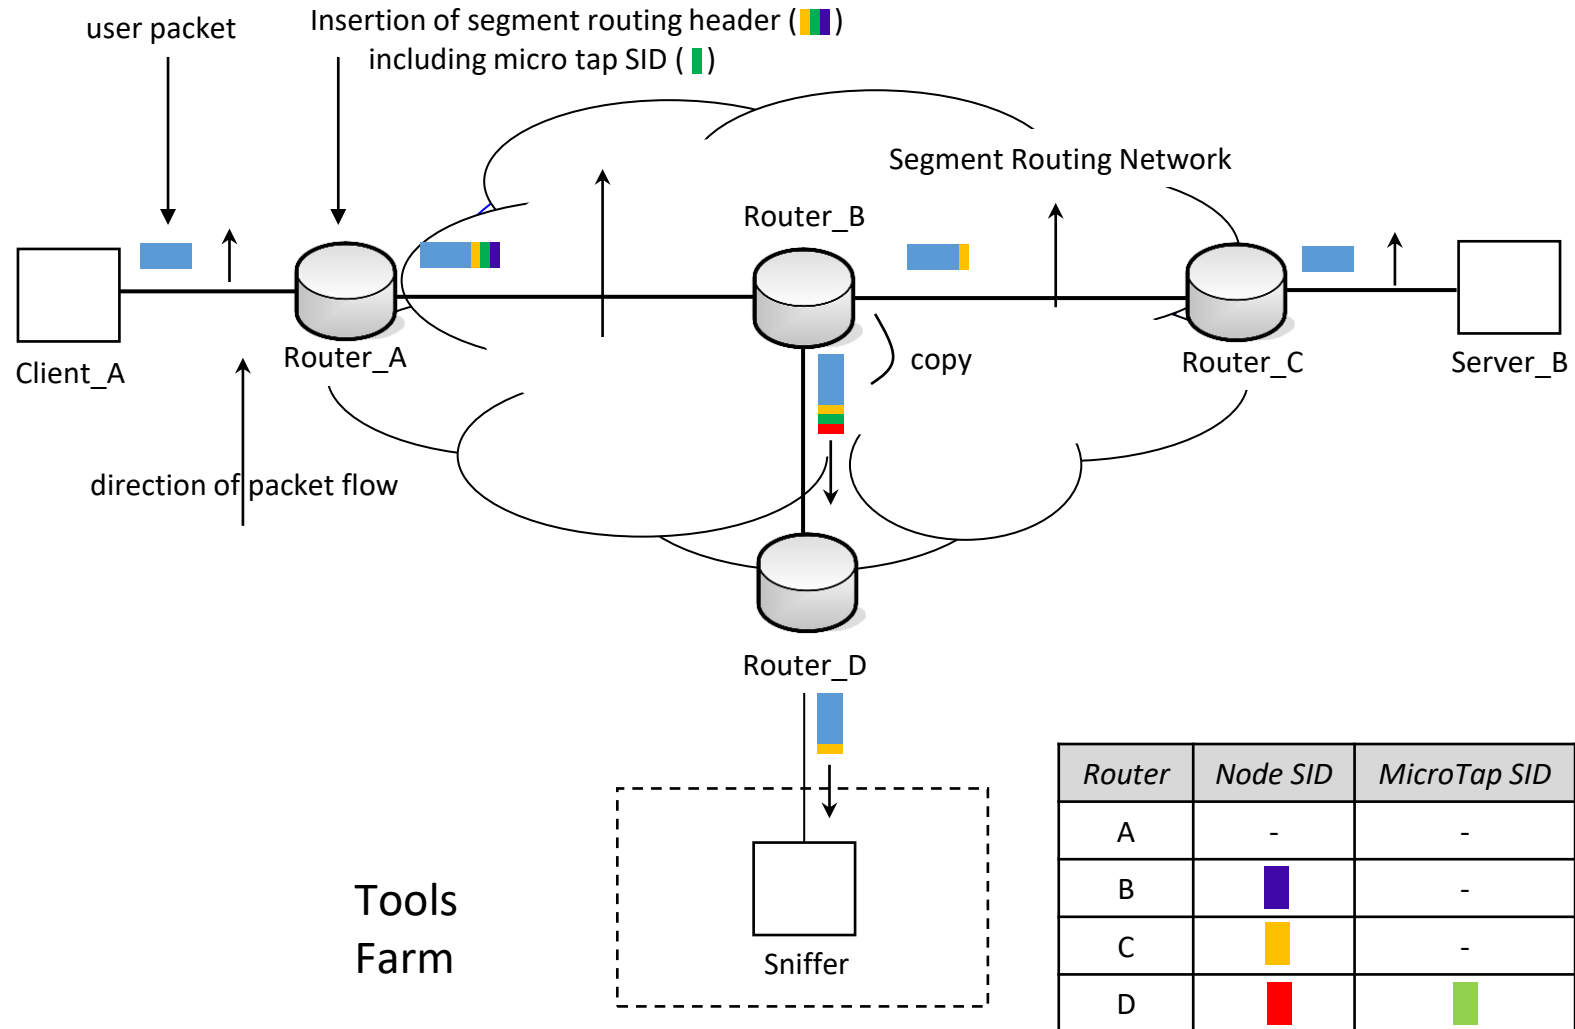 user packet
Insertion of segment routing header ( )
including micro tap SID ( )
Segment Routing Network
Router_B
Client_A
Router_A
copy
Router_C
Server_B
direction of packet flow
Router_D
Tools
Farm
Sniffer
Router Node SID MicroTap SID
A - -
B -
C -
D